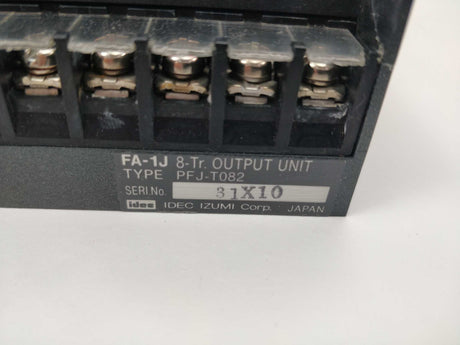 FA-1J 8-Tr. OUTPUT UNIT
TYPE PFJ-T082
SERI.No. 31X10
idec IDEC IZUMI Corp. JAPAN